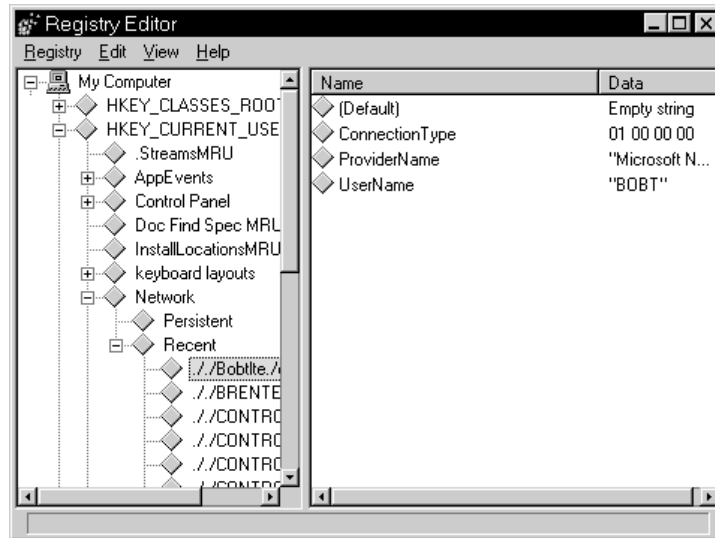 Registry Editor
Registry Edit View Help
My Computer
HKEY_CLASSES_ROOT
HKEY_CURRENT_USE
.StreamsMRU
AppEvents
Control Panel
Doc Find Spec MRU
InstallLocationsMRU
keyboard layouts
Network
Persistent
Recent
././Bobtlte./
././BRENTE
././CONTRO
././CONTRO
././CONTRO
././CONTRO
Name Data
(Default) Empty string
ConnectionType 01 00 00 00
ProviderName "Microsoft N...
UserName "BOBT"